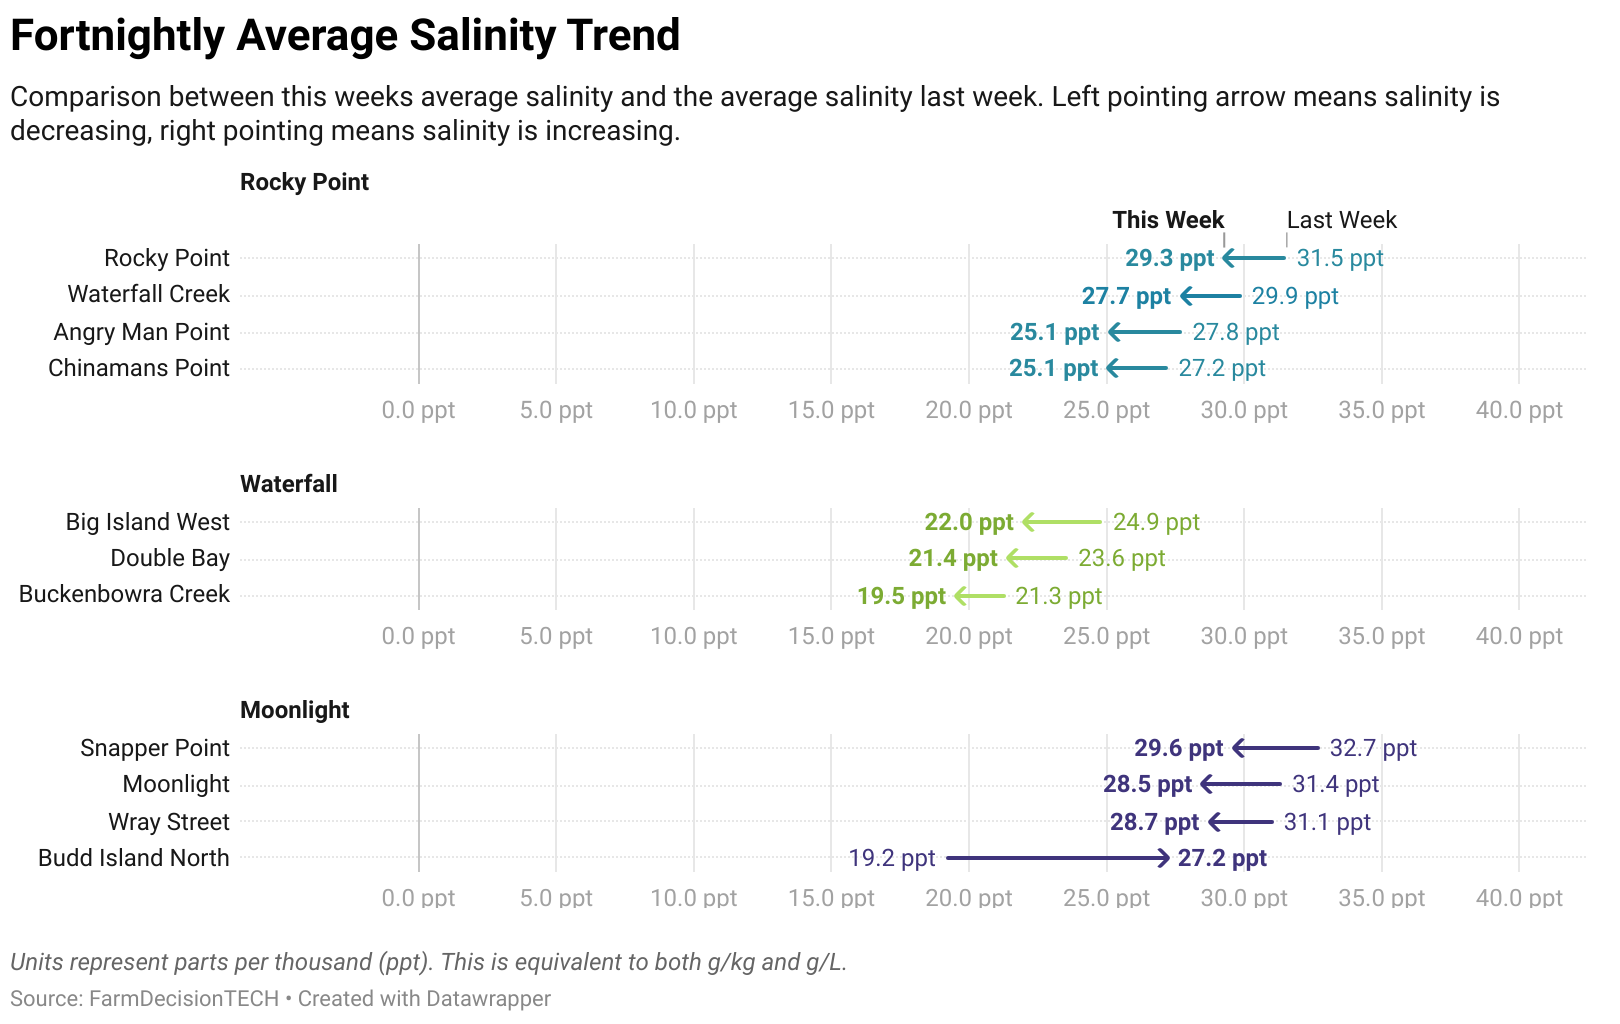 Fortnightly Average Salinity Trend
Comparison between this weeks average salinity and the average salinity last week. Left pointing arrow means salinity is
decreasing, right pointing means salinity is increasing.
Rocky Point
This Week Last Week
Rocky Point 29.3 ppt 31.5 ppt
Waterfall Creek 27.7 ppt 29.9 ppt
Angry Man Point 25.1 ppt 27.8 ppt
Chinamans Point 25.1 ppt 27.2 ppt
0.0 ppt 5.0 ppt 10.0 ppt 15.0 ppt 20.0 ppt 25.0 ppt 30.0 ppt 35.0 ppt 40.0 ppt
Waterfall
Big Island West 22.0 ppt 24.9 ppt
Double Bay 21.4 ppt 23.6 ppt
Buckenbowra Creek 19.5 ppt 21.3 ppt
0.0 ppt 5.0 ppt 10.0 ppt 15.0 ppt 20.0 ppt 25.0 ppt 30.0 ppt 35.0 ppt 40.0 ppt
Moonlight
Snapper Point 29.6 ppt 32.7 ppt
Moonlight 28.5 ppt 31.4 ppt
Wray Street 28.7 ppt 31.1 ppt
Budd Island North 19.2 ppt 27.2 ppt
0.0 ppt 5.0 ppt 10.0 ppt 15.0 ppt 20.0 ppt 25.0 ppt 30.0 ppt 35.0 ppt 40.0 ppt
Units represent parts per thousand (ppt). This is equivalent to both g/kg and g/L.
Source: FarmDecisionTECH • Created with Datawrapper